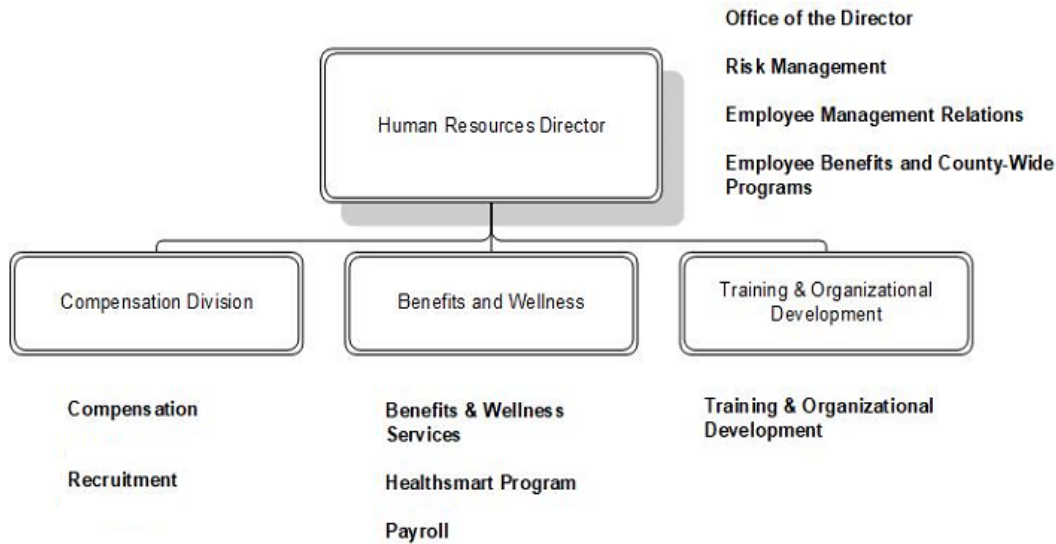 Office of the Director
Risk Management
Employee Management Relations
Employee Benefits and County-Wide
Programs
Human Resources Director
Compensation Division
Benefits and Wellness
Training & Organizational
Development
Compensation
Recruitment
Benefits & Wellness
Services
Healthsmart Program
Payroll
Training & Organizational
Development